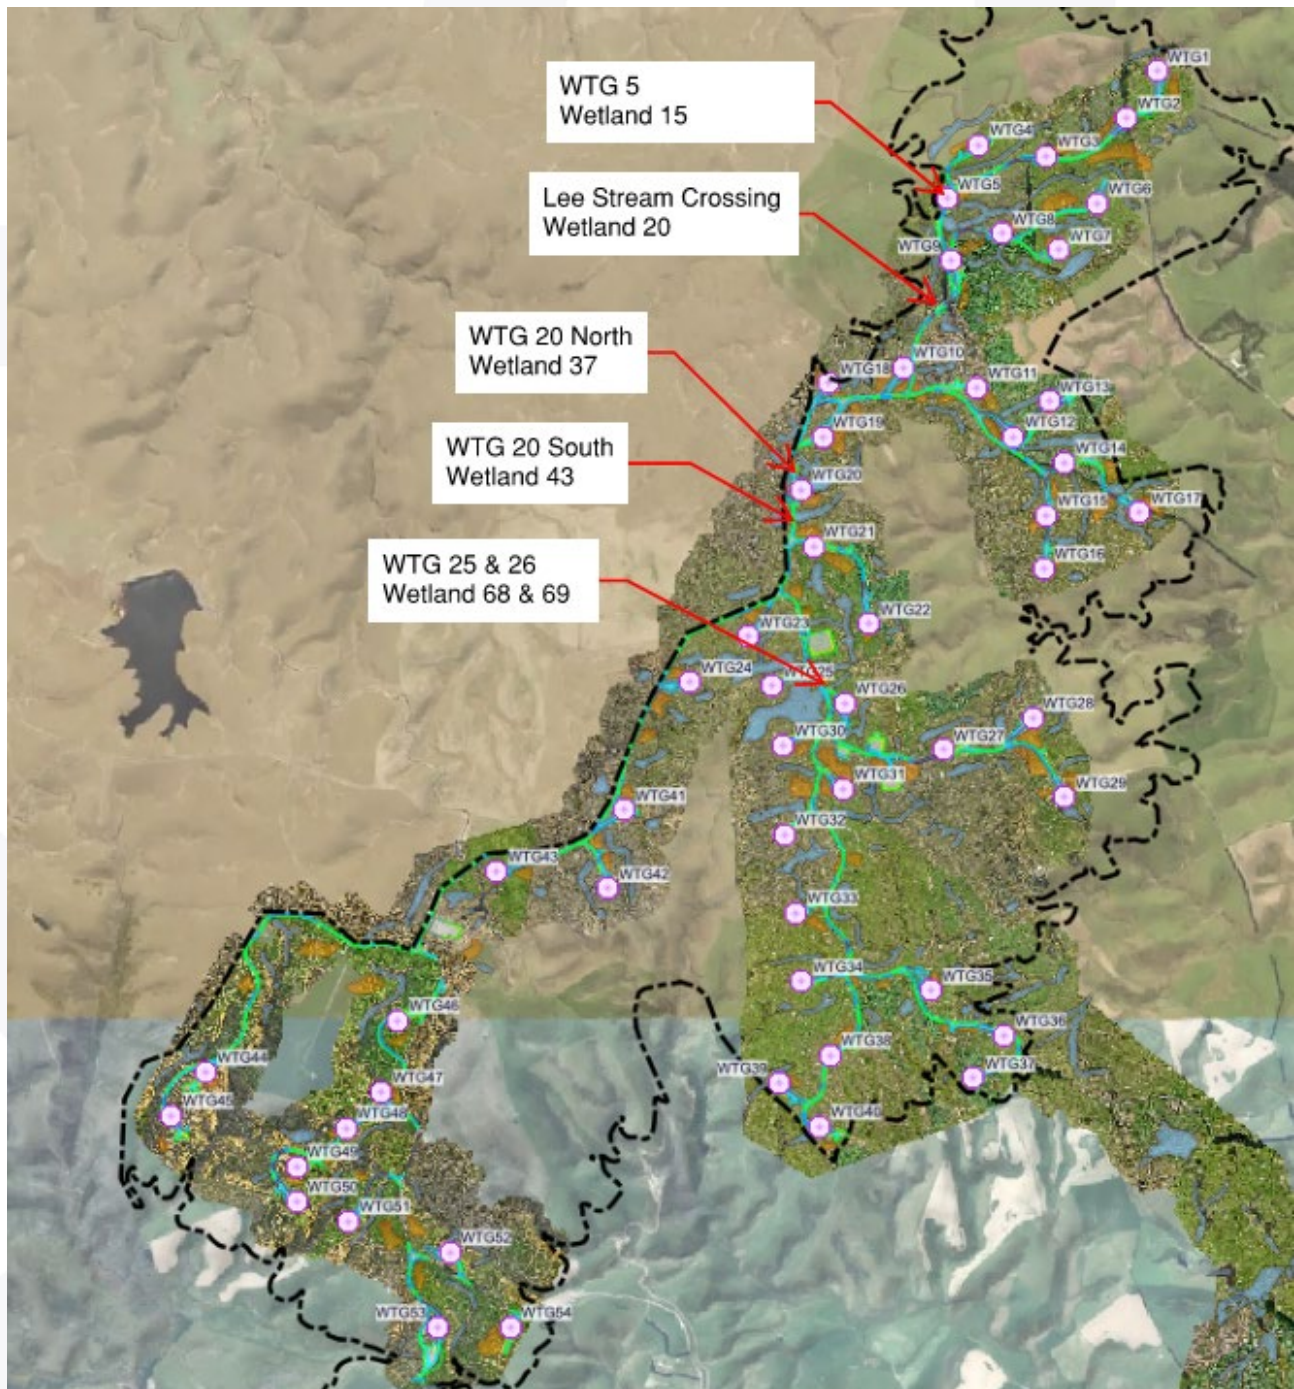 WTG1
WTG 5
Wetland 15
WTG2
WTG4
WTG3
WTG5
WTG6
Lee Stream Crossing
Wetland 20
WTG8
WTG7
WTG9
WTG 20 North
Wetland 37
WTG10
WTG18
WTG11
WTG13
WTG19
WTG12
WTG 20 South
Wetland 43
WTG14
WTG20
WTG15
WTG17
WTG21
WTG16
WTG 25 & 26
Wetland 68 & 69
WTG23
WTG22
WTG24
WTG25
WTG26
WTG28
WTG30
WTG27
WTG31
WTG29
WTG41
WTG32
WTG43
WTG42
WTG33
WTG34
WTG35
WTG46
WTG36
WTG38
WTG44
WTG39
WTG37
WTG47
WTG45
WTG48
WTG40
WTG49
WTG50
WTG51
WTG52
WTG53
WTG54